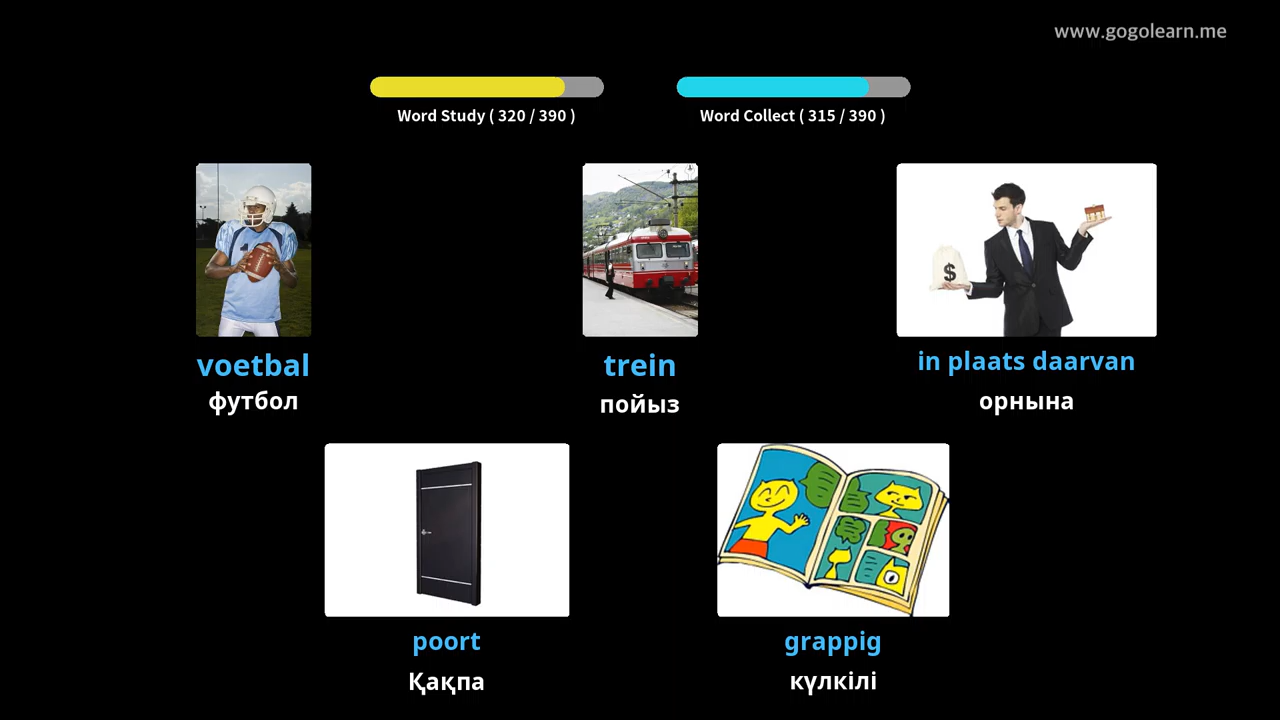 www.gogolearn.me
Word Study ( 320 / 390 )
Word Collect ( 315 / 390 )
voetbal
футбол
trein
пойыз
in plaats daarvan
орнына
poort
Қақпа
grappig
күлкілі